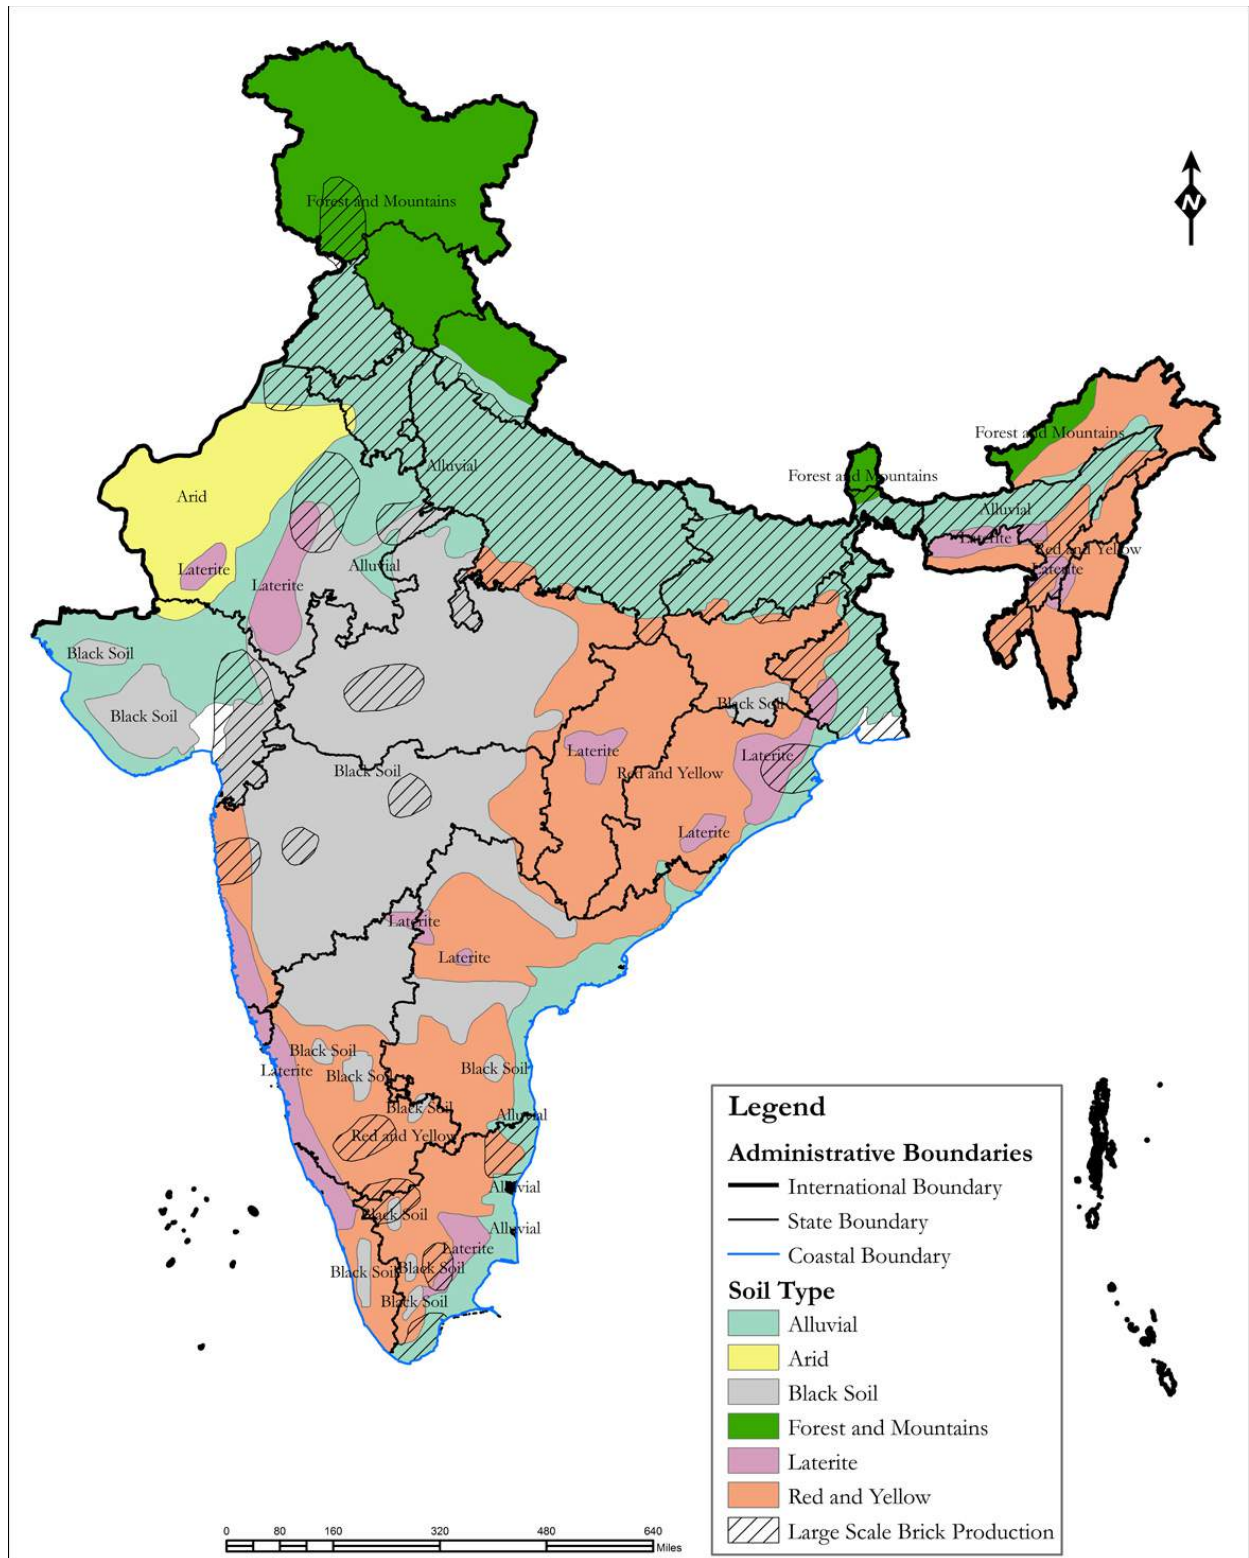 N
Forest and Mountains
Forest and Mountains
Alluvial
Forest and Mountains
Arid
Alluvial
Laterite
Red and Yellow
Laterite
Alluvial
Laterite
Laterite
Black Soil
Black Soil
Black Soil
Laterite
Laterite
Black Soil
Red and Yellow
Laterite
Laterite
Laterite
Black Soil
Laterite
Black Soil
Black Soil
Black Soil
Alluvial
Red and Yellow
Alluvial
Black Soil
Alluvial
Laterite
Black Soil
Black Soil
Black Soil
Legend
Administrative Boundaries
International Boundary
State Boundary
Coastal Boundary
Soil Type
Alluvial
Arid
Black Soil
Forest and Mountains
Laterite
Red and Yellow
Large Scale Brick Production
0 80 160 320 480 640
Miles